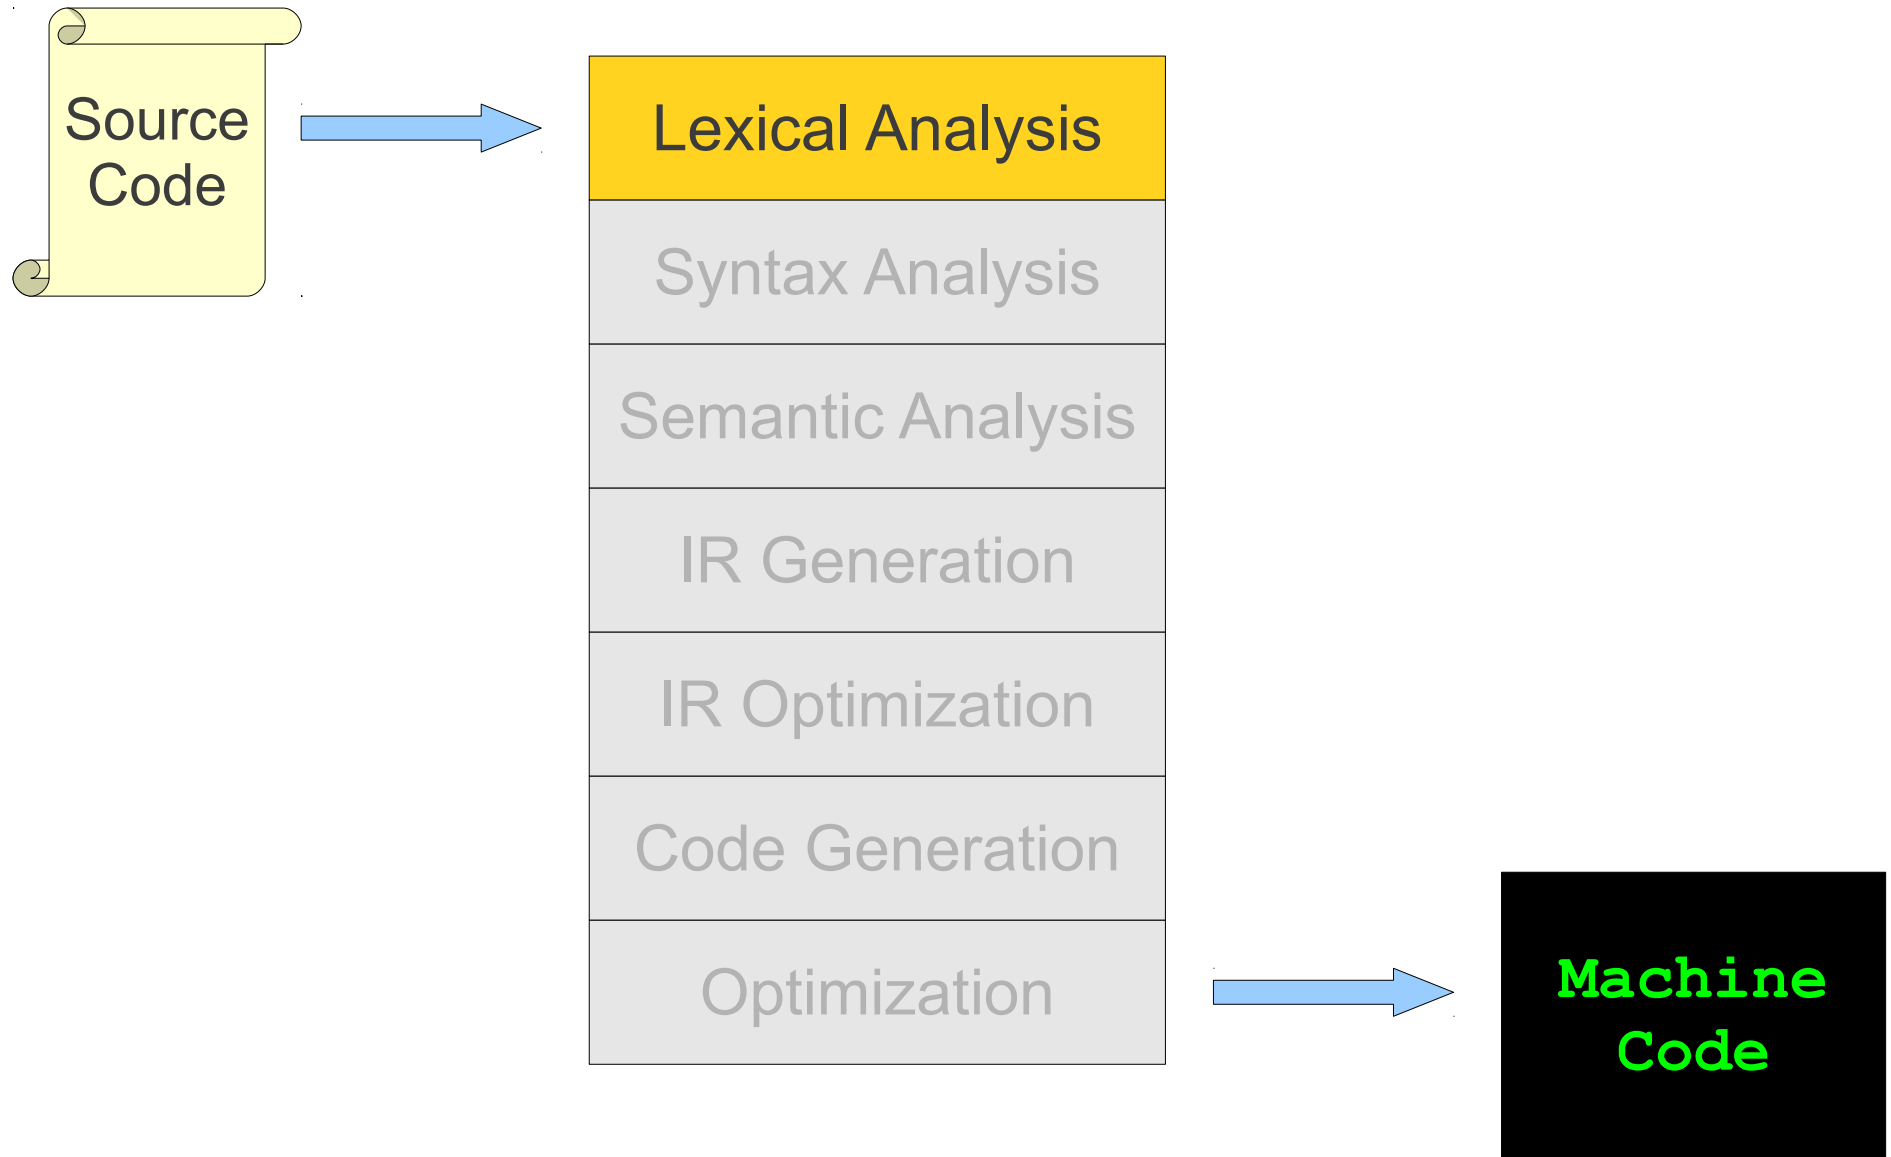 Source
Code
Lexical Analysis
Syntax Analysis
Semantic Analysis
IR Generation
IR Optimization
Code Generation
Optimization
Machine
Code